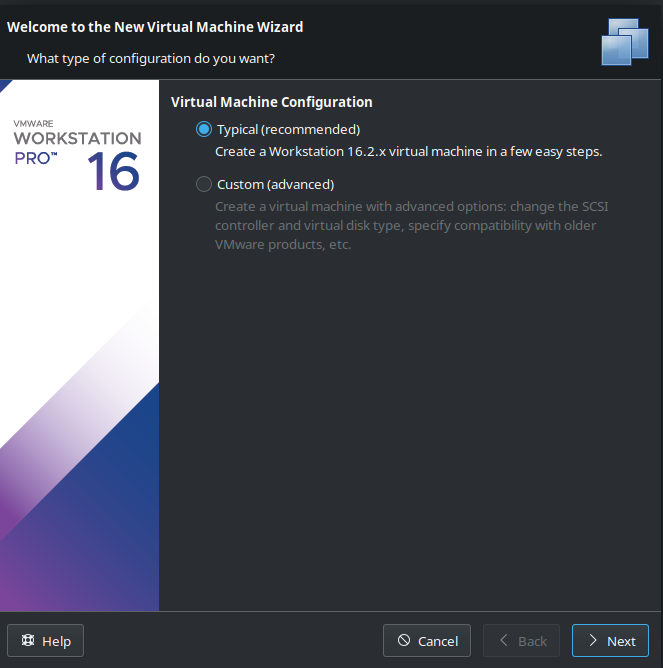 Welcome to the New Virtual Machine Wizard
What type of configuration do you want?
VMWARE
WORKSTATION
PRO™ 16
Virtual Machine Configuration
Typical (recommended)
Create a Workstation 16.2.x virtual machine in a few easy steps.
Custom (advanced)
Create a virtual machine with advanced options: change the SCSI
controller and virtual disk type, specify compatibility with older
VMware products, etc.
Help
Cancel
Back
Next